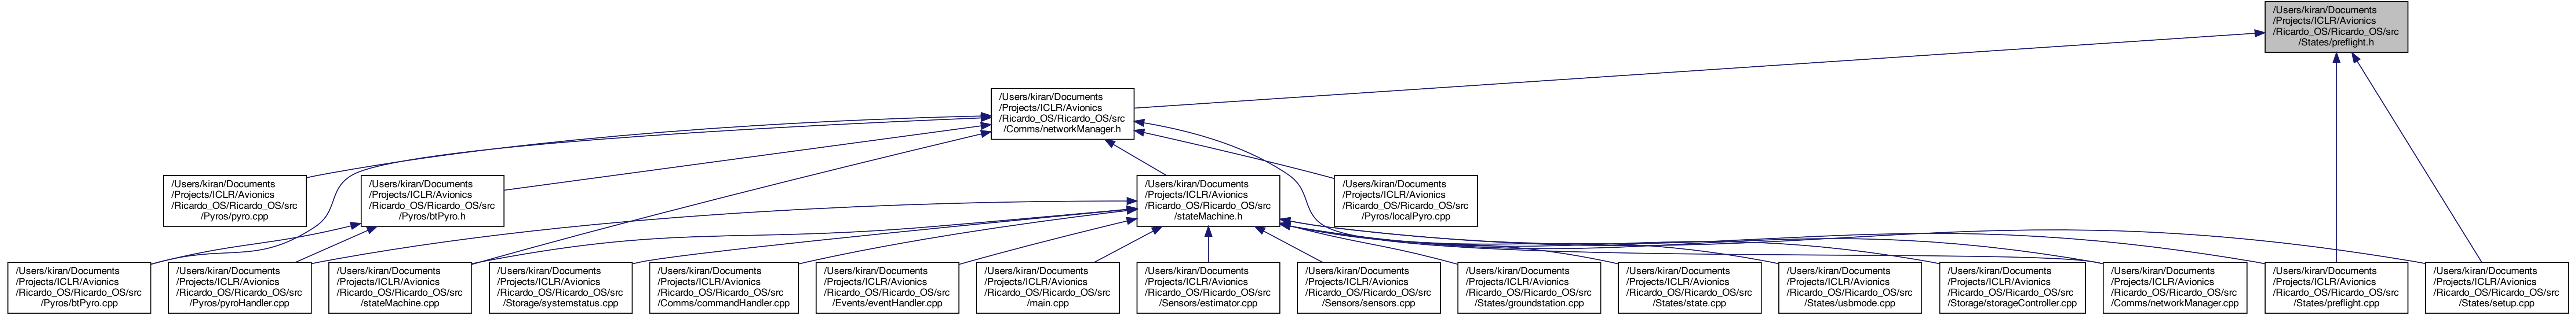 /Users/kiran/Documents
/Projects/ICLR/Avionics
/Ricardo_OS/Ricardo_OS/src
/States/preflight.h
/Users/kiran/Documents
/Projects/ICLR/Avionics
/Ricardo_OS/Ricardo_OS/src
/Comms/networkManager.h
/Users/kiran/Documents
/Projects/ICLR/Avionics
/Ricardo_OS/Ricardo_OS/src
/Pyros/pyro.cpp
/Users/kiran/Documents
/Projects/ICLR/Avionics
/Ricardo_OS/Ricardo_OS/src
/Pyros/btPyro.h
/Users/kiran/Documents
/Projects/ICLR/Avionics
/Ricardo_OS/Ricardo_OS/src
/stateMachine.h
/Users/kiran/Documents
/Projects/ICLR/Avionics
/Ricardo_OS/Ricardo_OS/src
/Pyros/localPyro.cpp
/Users/kiran/Documents
/Projects/ICLR/Avionics
/Ricardo_OS/Ricardo_OS/src
/Pyros/btPyro.cpp
/Users/kiran/Documents
/Projects/ICLR/Avionics
/Ricardo_OS/Ricardo_OS/src
/Pyros/pyroHandler.cpp
/Users/kiran/Documents
/Projects/ICLR/Avionics
/Ricardo_OS/Ricardo_OS/src
/stateMachine.cpp
/Users/kiran/Documents
/Projects/ICLR/Avionics
/Ricardo_OS/Ricardo_OS/src
/Storage/systemstatus.cpp
/Users/kiran/Documents
/Projects/ICLR/Avionics
/Ricardo_OS/Ricardo_OS/src
/Comms/commandHandler.cpp
/Users/kiran/Documents
/Projects/ICLR/Avionics
/Ricardo_OS/Ricardo_OS/src
/Events/eventHandler.cpp
/Users/kiran/Documents
/Projects/ICLR/Avionics
/Ricardo_OS/Ricardo_OS/src
/main.cpp
/Users/kiran/Documents
/Projects/ICLR/Avionics
/Ricardo_OS/Ricardo_OS/src
/Sensors/estimator.cpp
/Users/kiran/Documents
/Projects/ICLR/Avionics
/Ricardo_OS/Ricardo_OS/src
/Sensors/sensors.cpp
/Users/kiran/Documents
/Projects/ICLR/Avionics
/Ricardo_OS/Ricardo_OS/src
/States/groundstation.cpp
/Users/kiran/Documents
/Projects/ICLR/Avionics
/Ricardo_OS/Ricardo_OS/src
/States/state.cpp
/Users/kiran/Documents
/Projects/ICLR/Avionics
/Ricardo_OS/Ricardo_OS/src
/States/usbmode.cpp
/Users/kiran/Documents
/Projects/ICLR/Avionics
/Ricardo_OS/Ricardo_OS/src
/Storage/storageController.cpp
/Users/kiran/Documents
/Projects/ICLR/Avionics
/Ricardo_OS/Ricardo_OS/src
/Comms/networkManager.cpp
/Users/kiran/Documents
/Projects/ICLR/Avionics
/Ricardo_OS/Ricardo_OS/src
/States/preflight.cpp
/Users/kiran/Documents
/Projects/ICLR/Avionics
/Ricardo_OS/Ricardo_OS/src
/States/setup.cpp